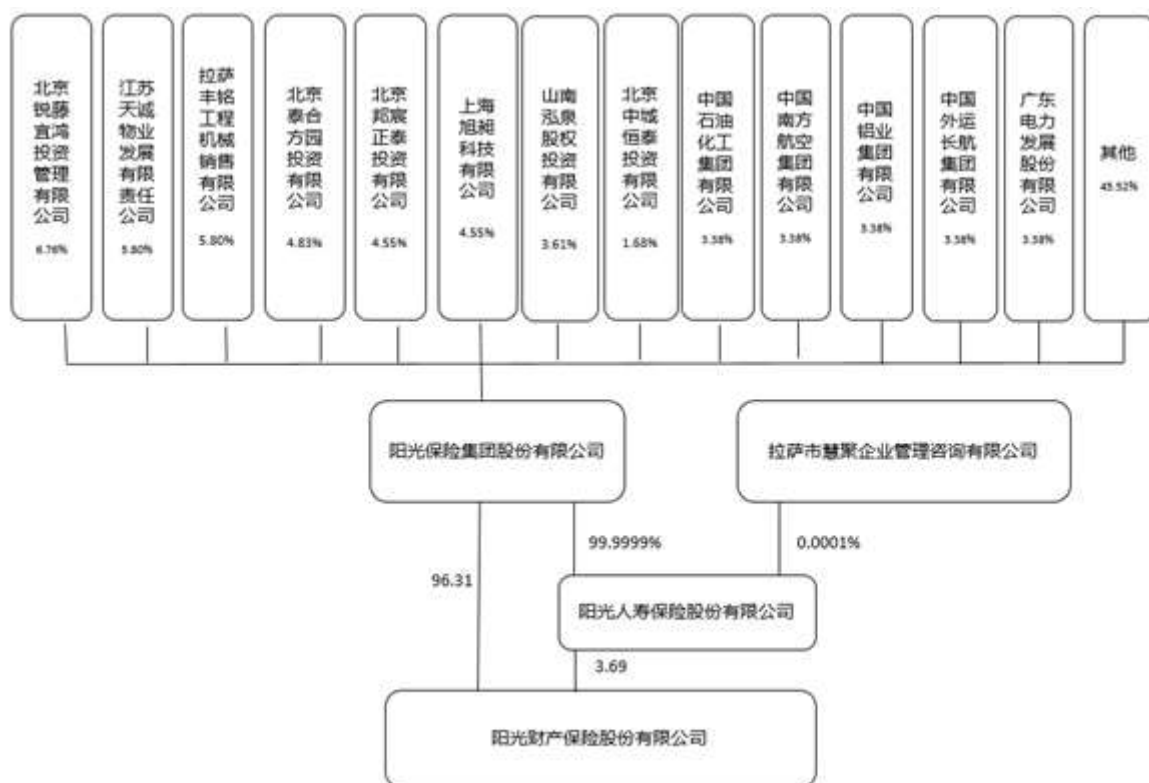 北京
锐藤
宜鸿
投资
管理
有限
公司
6.76%
江苏
天诚
物业
发展
有限
责任
公司
5.80%
拉萨
丰铭
工程
机械
销售
有限
公司
5.80%
北京
泰合
方园
投资
有限
公司
4.83%
北京
邦宸
正泰
投资
有限
公司
4.55%
上海
旭昶
科技
有限
公司
4.55%
山南
泓泉
股权
投资
有限
公司
3.61%
北京
中城
恒泰
投资
有限
公司
1.68%
中国
石油
化工
集团
有限
公司
3.38%
中国
南方
航空
集团
有限
公司
3.38%
中国
铝业
集团
有限
公司
3.38%
中国
外运
长航
集团
有限
公司
3.38%
广东
电力
发展
股份
有限
公司
3.38%
其他
45.52%
阳光保险集团股份有限公司
拉萨市慧聚企业管理咨询有限公司
99.9999%
0.0001%
96.31
阳光人寿保险股份有限公司
3.69
阳光财产保险股份有限公司